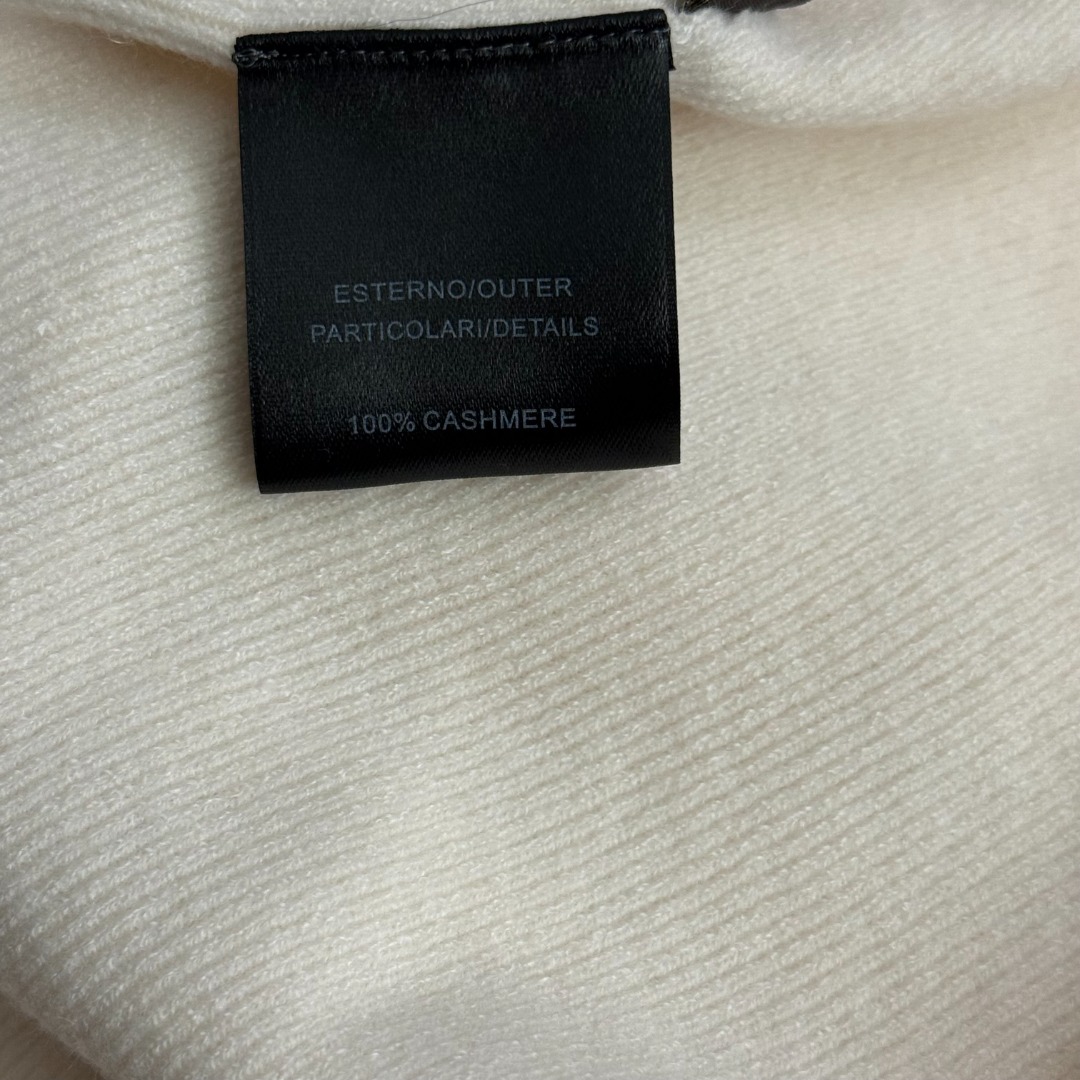 ESTERNO/OUTER
PARTICOLARI/DETAILS
100% CASHMERE